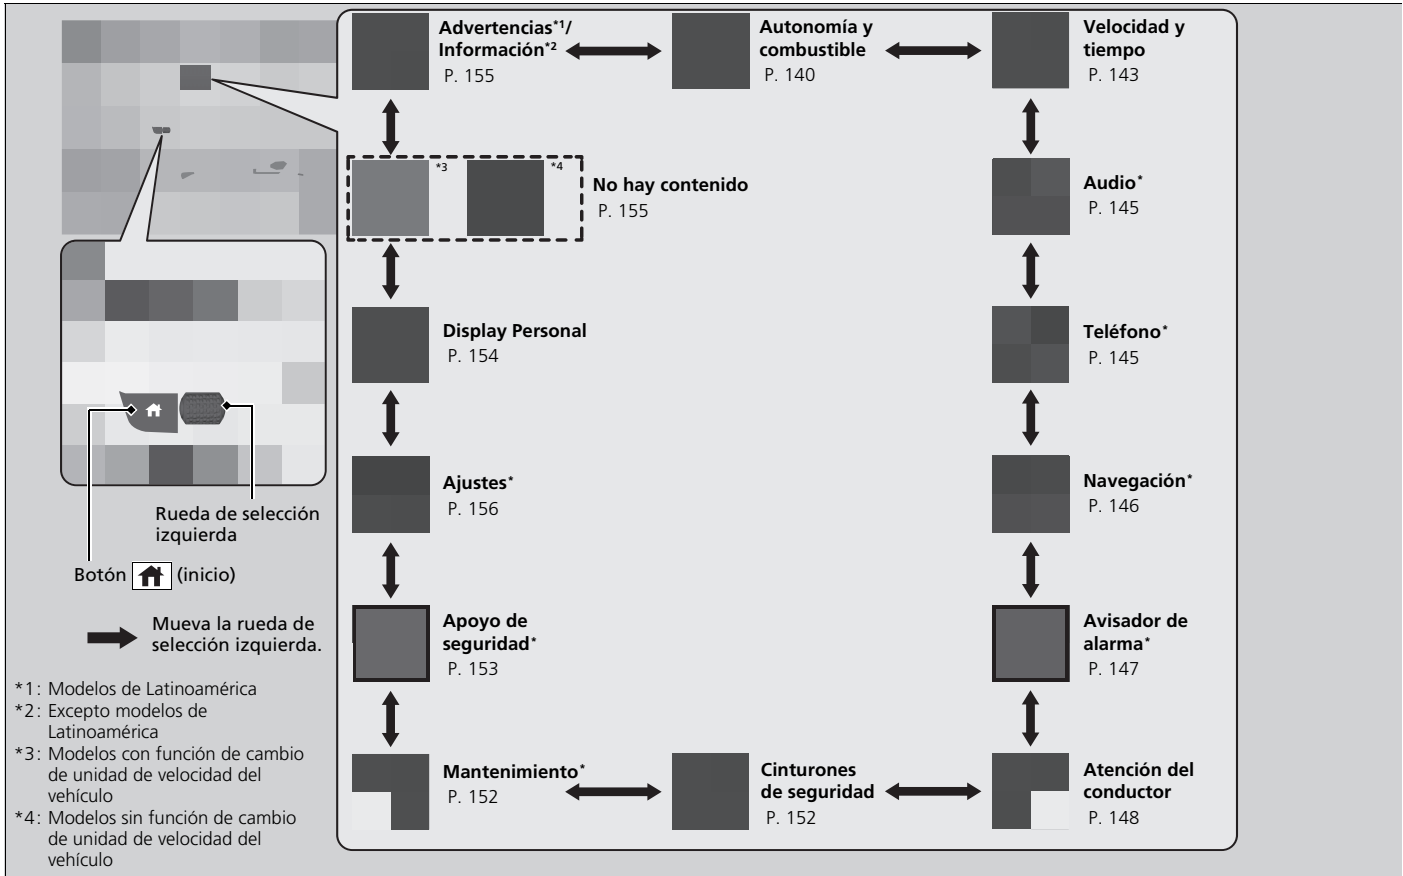 Advertencias*1/
Información*2
P. 155
Autonomía y
combustible
P. 140
Velocidad y
tiempo
P. 143
*3
*4
No hay contenido
P. 155
Audio*
P. 145
Display Personal
P. 154
Teléfono*
P. 145
Ajustes*
P. 156
Navegación*
P. 146
Rueda de selección
izquierda
Botón (inicio)
Mueva la rueda de
selección izquierda.
Apoyo de
seguridad*
P. 153
Avisador de
alarma*
P. 147
Mantenimiento*
P. 152
Cinturones
de seguridad
P. 152
Atención del
conductor
P. 148
*1: Modelos de Latinoamérica
*2: Excepto modelos de
Latinoamérica
*3: Modelos con función de cambio
de unidad de velocidad del
vehículo
*4: Modelos sin función de cambio
de unidad de velocidad del
vehículo